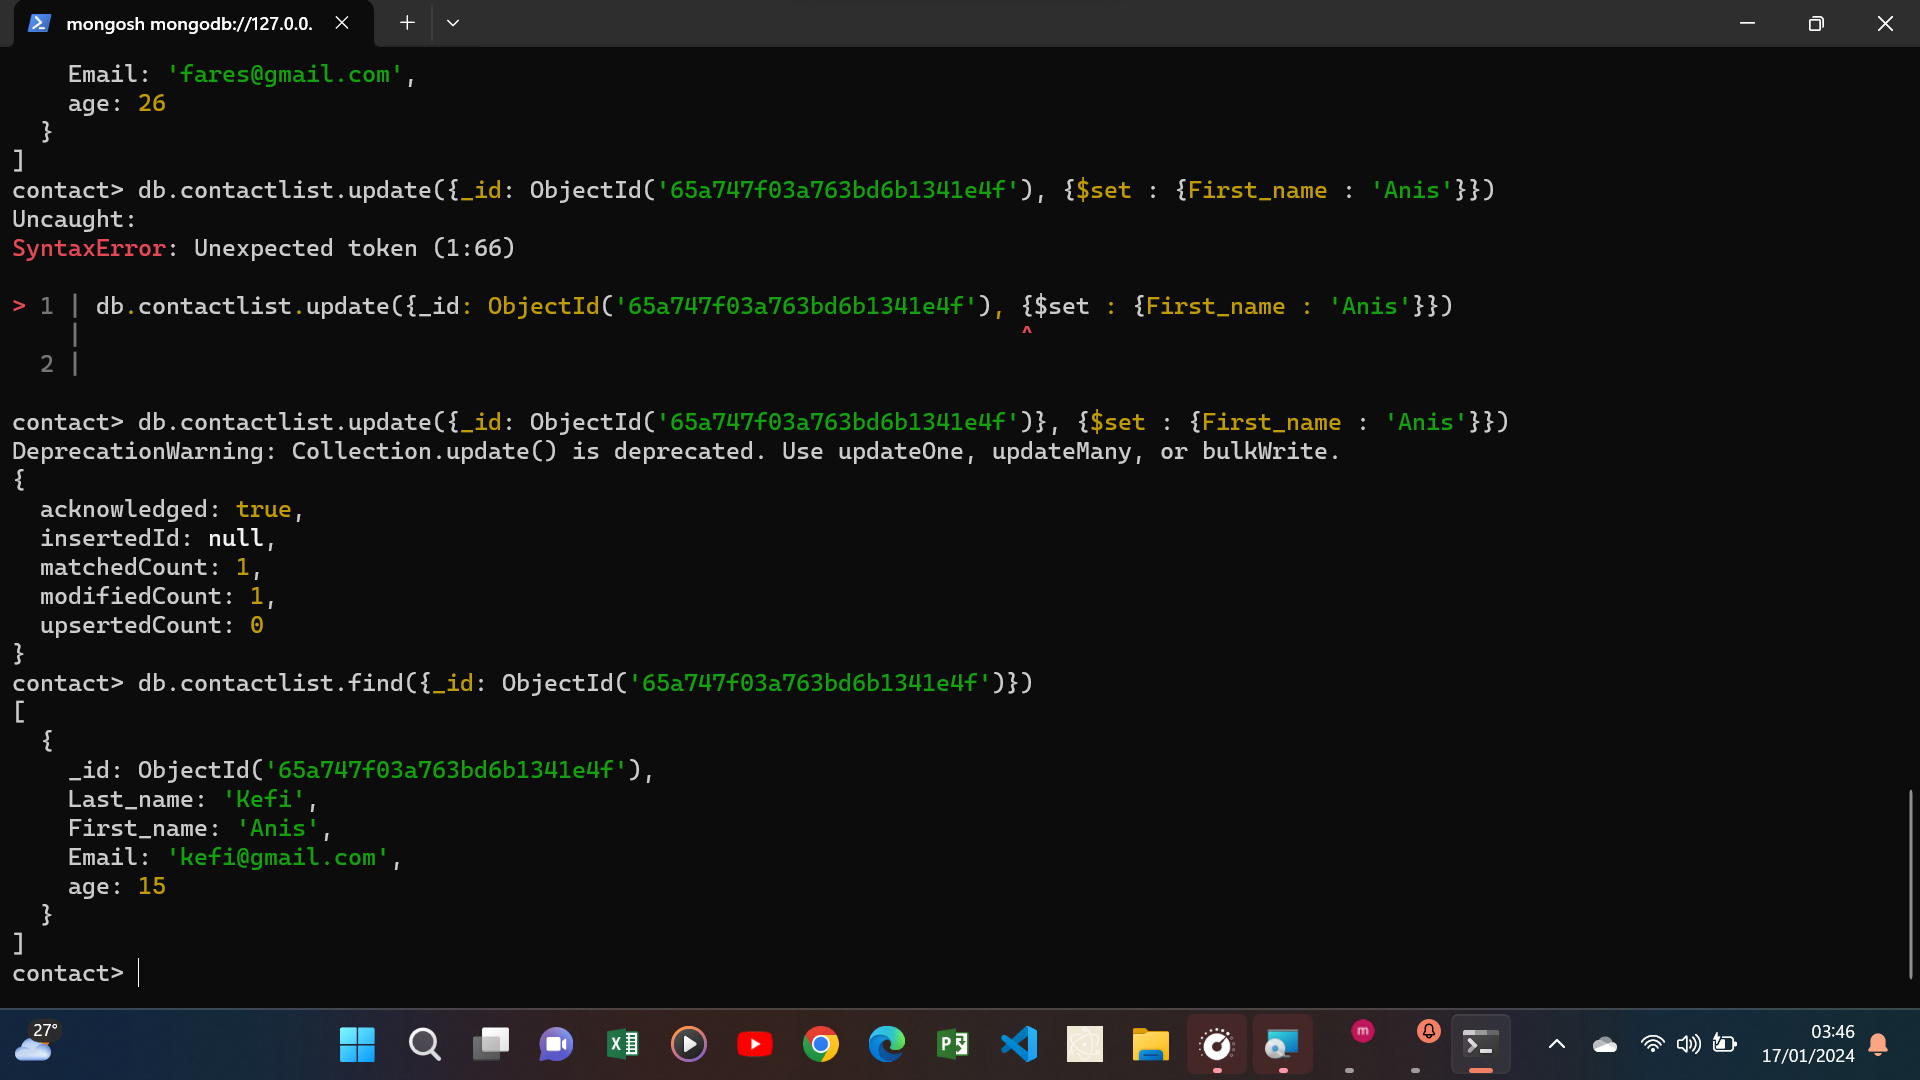 mongosh mongodb://127.0.0.
    Email: 'fares@gmail.com',
    age: 26
  }
]
contact> db.contactlist.update({_id: ObjectId('65a747f03a763bd6b1341e4f'), {$set : {First_name : 'Anis'}})
Uncaught:
SyntaxError: Unexpected token (1:66)
> 1 | db.contactlist.update({_id: ObjectId('65a747f03a763bd6b1341e4f'), {$set : {First_name : 'Anis'}})
    |                                                                   ^
  2 |
contact> db.contactlist.update({_id: ObjectId('65a747f03a763bd6b1341e4f')}, {$set : {First_name : 'Anis'}})
DeprecationWarning: Collection.update() is deprecated. Use updateOne, updateMany, or bulkWrite.
{
  acknowledged: true,
  insertedId: null,
  matchedCount: 1,
  modifiedCount: 1,
  upsertedCount: 0
}
contact> db.contactlist.find({_id: ObjectId('65a747f03a763bd6b1341e4f')})
[
  {
    _id: ObjectId('65a747f03a763bd6b1341e4f'),
    Last_name: 'Kefi',
    First_name: 'Anis',
    Email: 'kefi@gmail.com',
    age: 15
  }
]
contact>
27°
m
03:46
17/01/2024